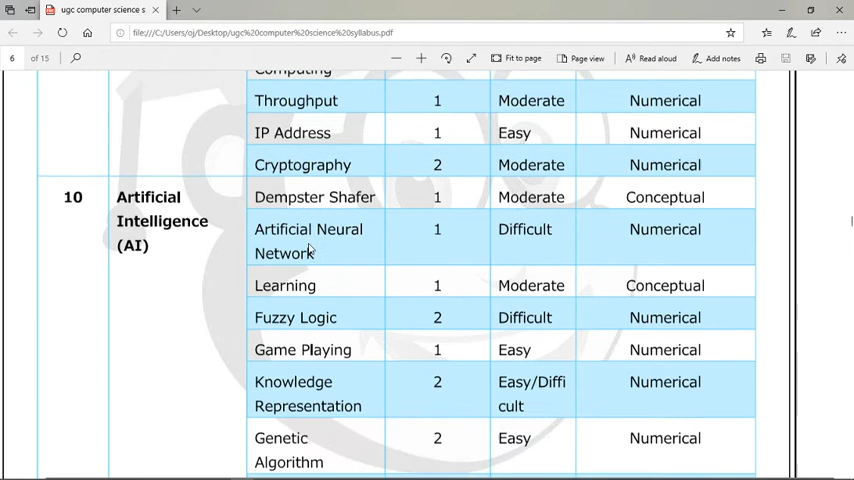 ugc computer science s
file:///C:/Users/oj/Desktop/ugc%20computer%20science%20syllabus.pdf
6 of 15
Fit to page
Page view
Read aloud
Add notes
Computing
Throughput 1 Moderate Numerical
IP Address 1 Easy Numerical
Cryptography 2 Moderate Numerical
10 Artificial Dempster Shafer 1 Moderate Conceptual
Intelligence Artificial Neural 1 Difficult Numerical
(AI) Network
Learning 1 Moderate Conceptual
Fuzzy Logic 2 Difficult Numerical
Game Playing 1 Easy Numerical
Knowledge 2 Easy/Diffi Numerical
Representation cult
Genetic 2 Easy Numerical
Algorithm